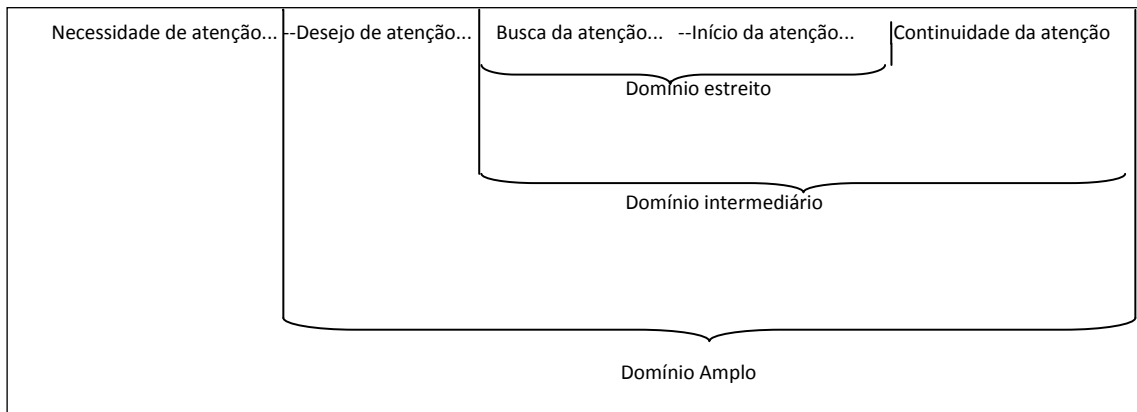 Necessidade de atenção... --Desejo de atenção... Busca da atenção... --Início da atenção... Continuidade da atenção
Domínio estreito
Domínio intermediário
Domínio Amplo